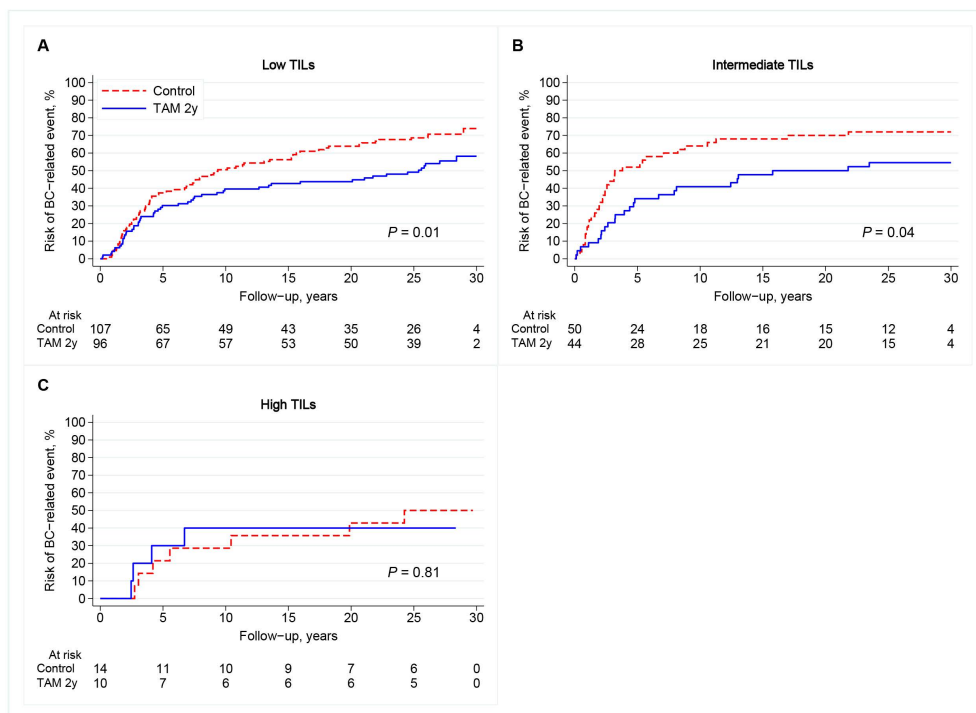 A
Low TILs
Risk of BC-related event, %
100
90
80
70
60
50
40
30
20
10
0
Control
TAM 2y
P = 0.01
0 5 10 15 20 25 30
Follow-up, years
At risk
Control 107 65 49 43 35 26 4
TAM 2y 96 67 57 53 50 39 2
B
Intermediate TILs
Risk of BC-related event, %
100
90
80
70
60
50
40
30
20
10
0
P = 0.04
0 5 10 15 20 25 30
Follow-up, years
At risk
Control 50 24 18 16 15 12 4
TAM 2y 44 28 25 21 20 15 4
C
High TILs
Risk of BC-related event, %
100
90
80
70
60
50
40
30
20
10
0
P = 0.81
0 5 10 15 20 25 30
Follow-up, years
At risk
Control 14 11 10 9 7 6 0
TAM 2y 10 7 6 6 6 5 0